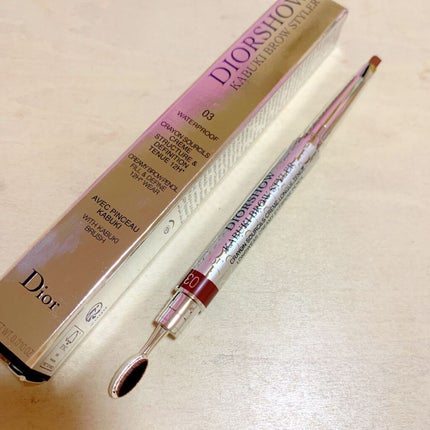 DIORSHOW
KABUKI BROW STYLER
03
WATERPROOF
CRAYON SOURCILS
CRÈME
STRUCTURE &
DÉFINITION
TENUE 12H*
CREAMY BROW PENCIL
FILL & DEFINE
12H* WEAR
AVEC PINCEAU
KABUKI
WITH KABUKI
BRUSH
Dior
DIORSHOW
KABUKI BROW STYLER
03